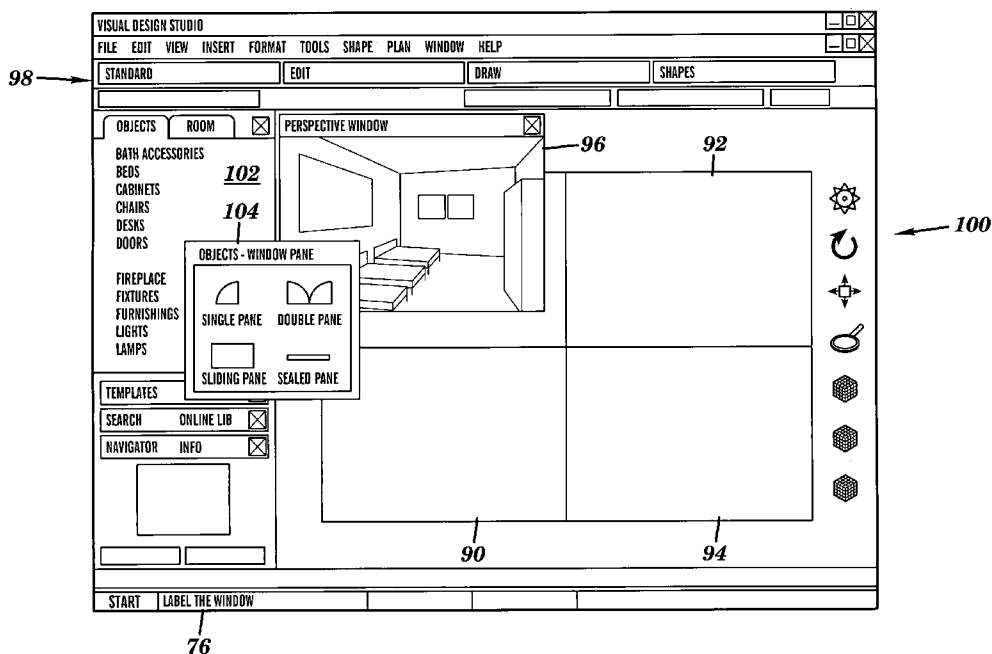 VISUAL DESIGN STUDIO
FILE EDIT VIEW INSERT FORMAT TOOLS SHAPE PLAN WINDOW HELP
98
STANDARD EDIT DRAW SHAPES
OBJECTS ROOM
PERSPECTIVE WINDOW
96
92
BATH ACCESSORIES
BEDS
102
CABINETS
CHAIRS
104
DESKS
DOORS
100
OBJECTS - WINDOW PANE
FIREPLACE
FIXTURES
FURNISHINGS
LIGHTS
LAMPS
SINGLE PANE DOUBLE PANE
SLIDING PANE SEALED PANE
TEMPLATES
SEARCH ONLINE LIB
NAVIGATOR INFO
90
94
START LABEL THE WINDOW
76